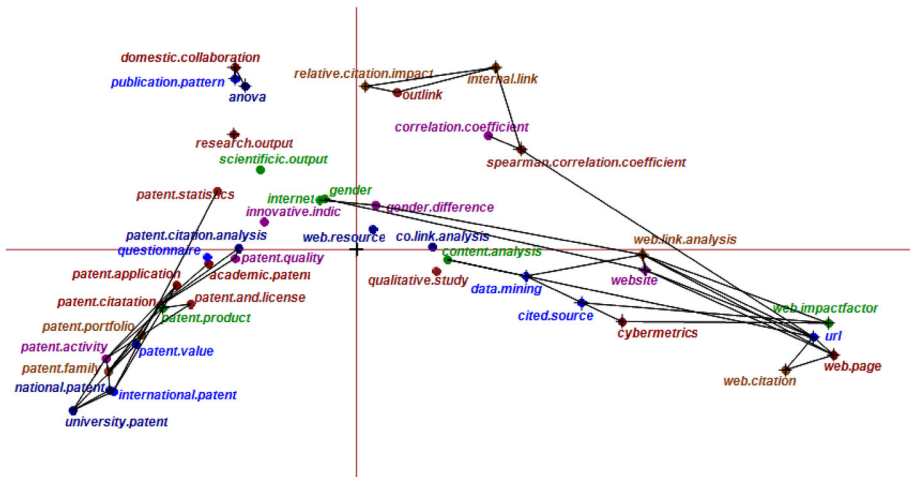 domestic.collaboration
publication.pattern
anova
relative.citation.impact
internal.link
outlink
correlation.coefficient
research.output
scientificic.output
spearman.correlation.coefficient
patent.statistics
internet
gender
innovative.indic
gender.difference
patent.citation.analysis
web.resource
co.link.analysis
web.link.analysis
questionnaire
patent.quality
content.analysis
patent.application
academic.patent
qualitative.study
data.mining
website
patent.citatation
patent.and.license
patent.product
cited.source
web.impactfactor
patent.portfolio
cybermetrics
url
patent.activity
patent.value
patent.family
web.page
national.patent
international.patent
web.citation
university.patent